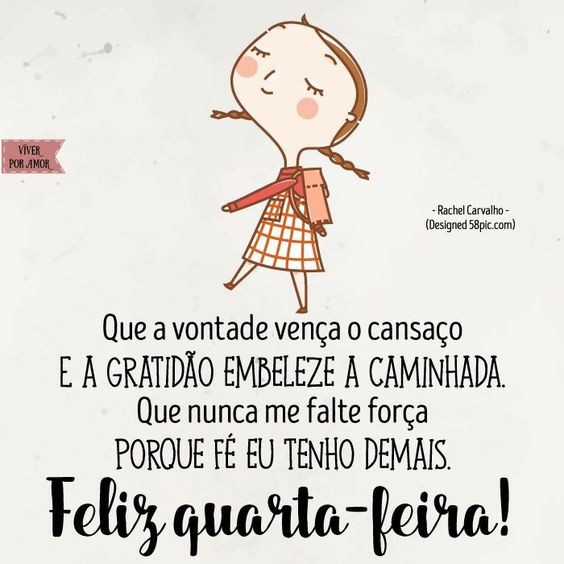 VIVER
POR AMOR
- Rachel Carvalho -
(Designed 58pic.com)
Que a vontade vença o cansaço
E A GRATIDÃO EMBELEZE A CAMINHADA.
Que nunca me falte força
PORQUE FÉ EU TENHO DEMAIS.
Feliz quarta-feira!